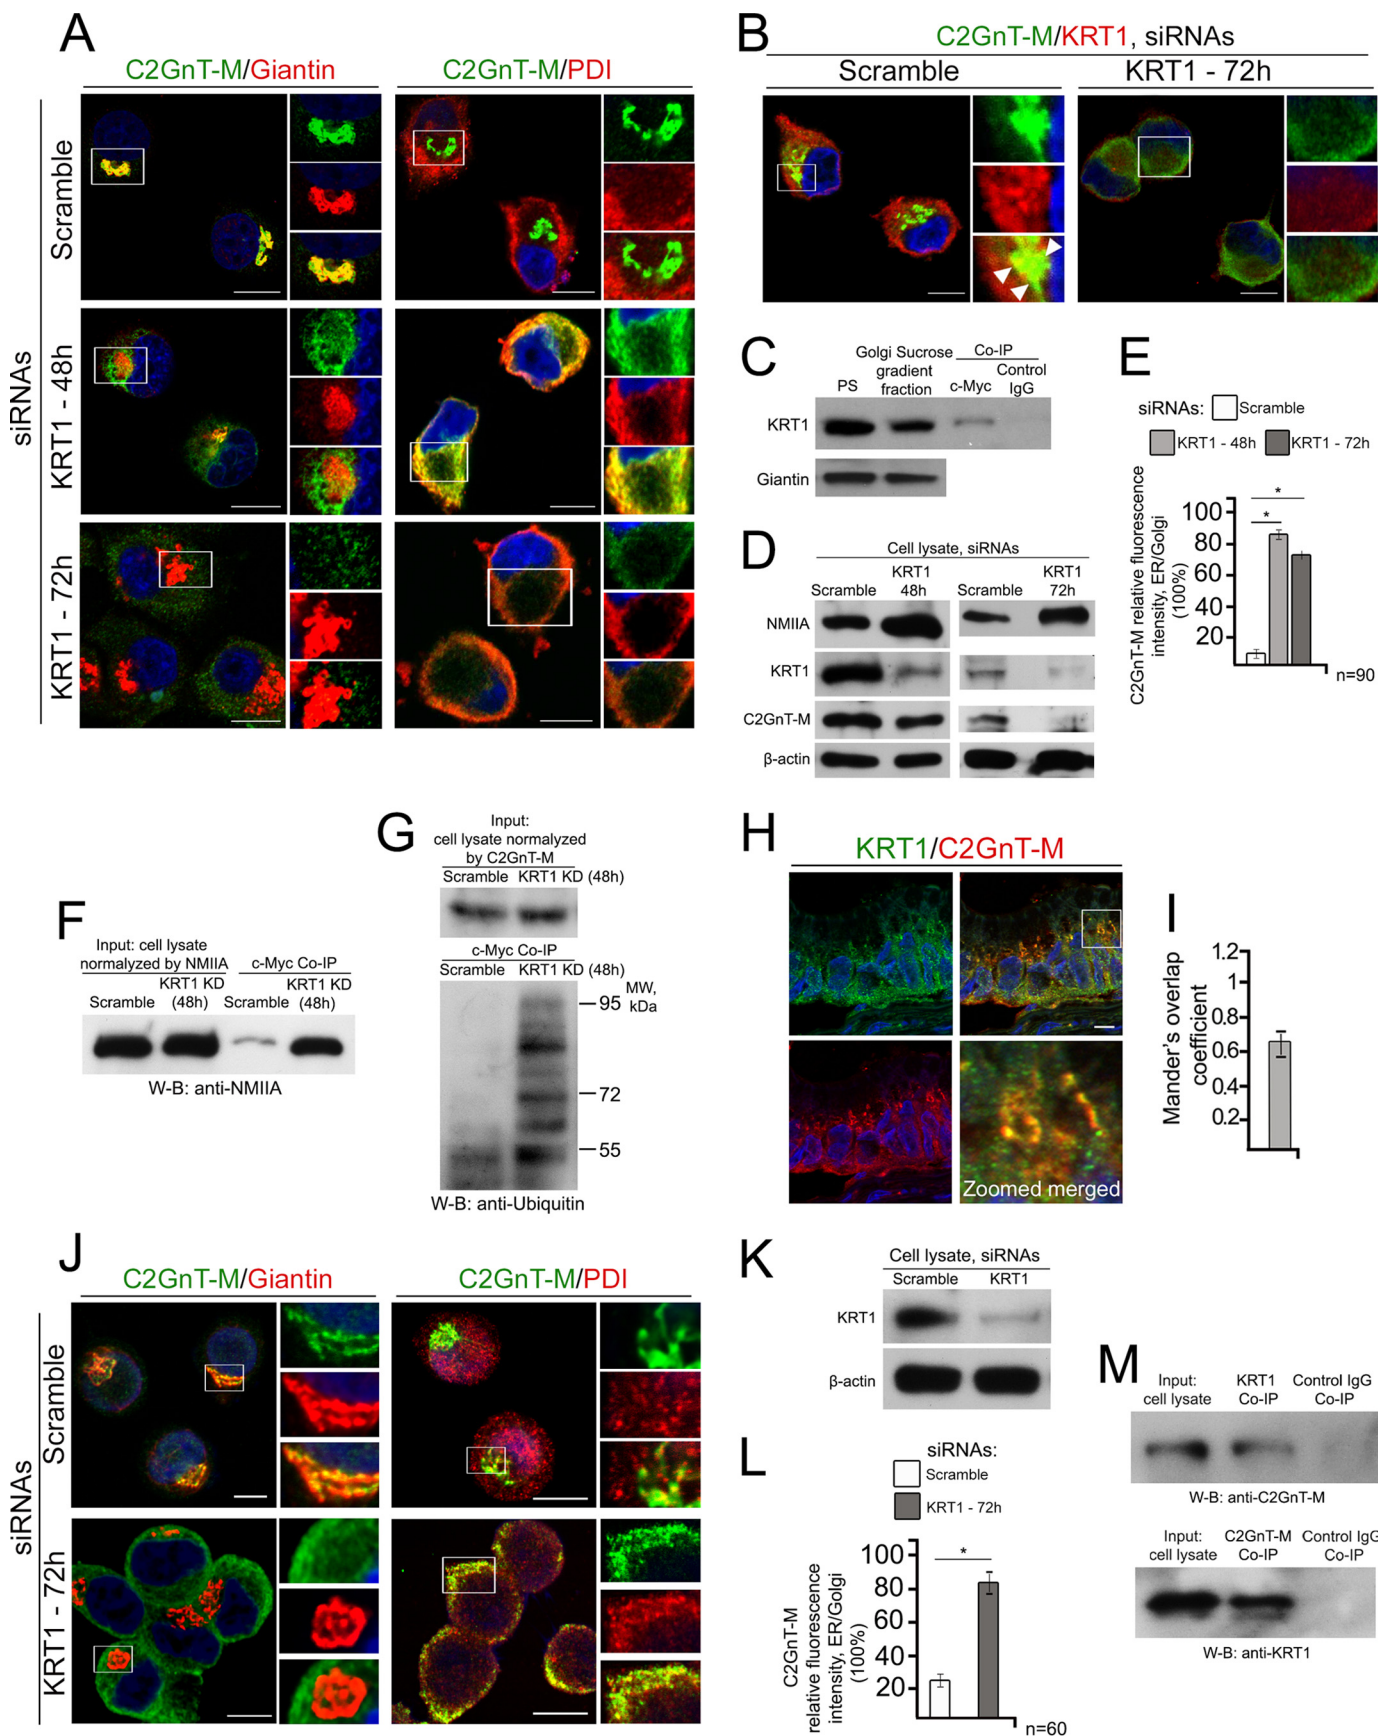 A
C2GnT-M/Giantin
C2GnT-M/PDI
siRNAs
Scramble
KRT1 - 48h
KRT1 - 72h
B
C2GnT-M/KRT1, siRNAs
Scramble
KRT1 - 72h
C
Golgi Sucrose
gradient
fraction
Co-IP
PS
c-Myc
Control
IgG
KRT1
Giantin
D
Cell lysate, siRNAs
Scramble
KRT1
48h
Scramble
KRT1
72h
NMIIA
KRT1
C2GnT-M
β-actin
E
siRNAs:
Scramble
KRT1 - 48h
KRT1 - 72h
C2GnT-M relative fluorescence
intensity, ER/Golgi
(100%)
100
80
60
40
20
*
*
n=90
F
Input: cell lysate
normalized by NMIIA
c-Myc Co-IP
Scramble
KRT1 KD
(48h)
Scramble
KRT1 KD
(48h)
W-B: anti-NMIIA
G
Input:
cell lysate normalized
by C2GnT-M
Scramble KRT1 KD (48h)
c-Myc Co-IP
Scramble KRT1 KD (48h)
MW,
kDa
95
72
55
W-B: anti-Ubiquitin
H
KRT1/C2GnT-M
Zoomed merged
I
Mander's overlap
coefficient
1.2
1
0.8
0.6
0.4
0.2
J
C2GnT-M/Giantin
C2GnT-M/PDI
siRNAs
Scramble
KRT1 - 72h
K
Cell lysate, siRNAs
Scramble
KRT1
KRT1
β-actin
L
siRNAs:
Scramble
KRT1 - 72h
C2GnT-M
relative fluorescence
intensity, ER/Golgi
(100%)
100
80
60
40
20
*
n=60
M
Input:
cell lysate
KRT1
Co-IP
Control IgG
Co-IP
W-B: anti-C2GnT-M
Input:
cell lysate
C2GnT-M
Co-IP
Control IgG
Co-IP
W-B: anti-KRT1